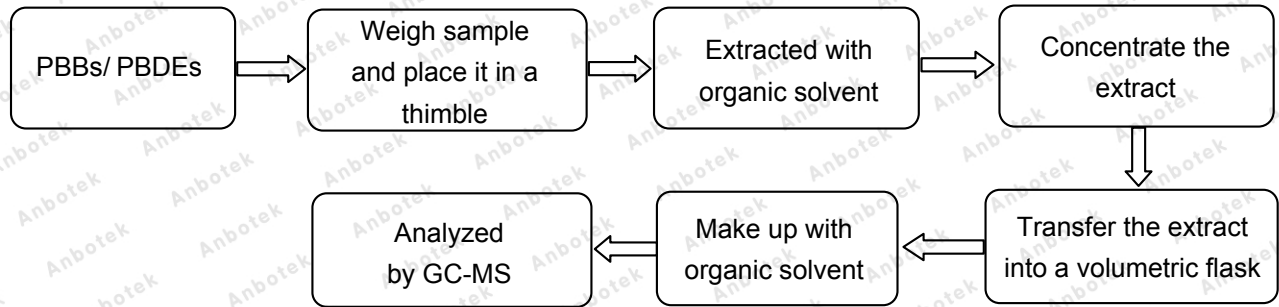 PBBs/ PBDEs
Weigh sample
and place it in a
thimble
Extracted with
organic solvent
Concentrate the
extract
Transfer the extract
into a volumetric flask
Make up with
organic solvent
Analyzed
by GC-MS
Anbotek